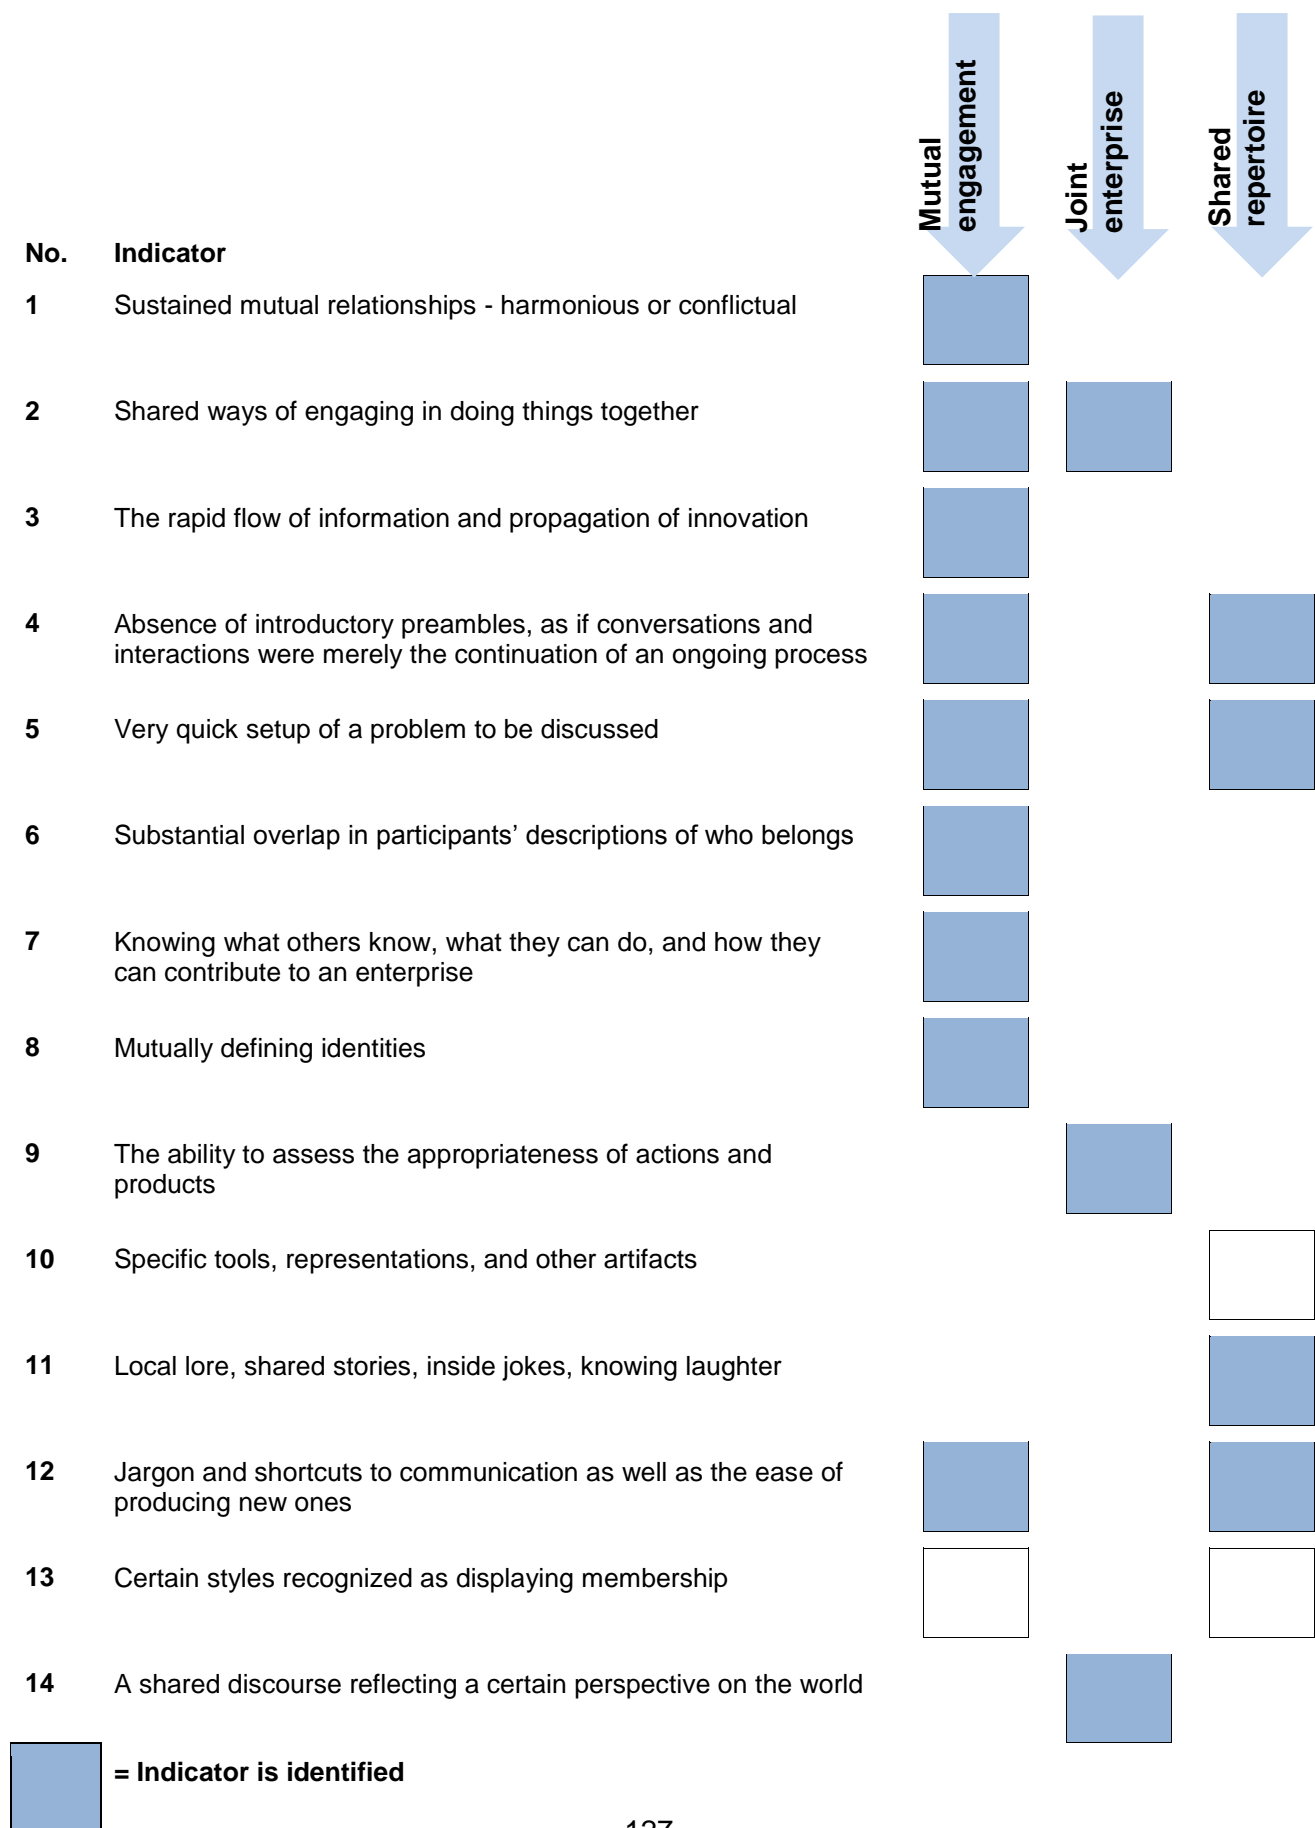 Mutual
engagement
Joint
enterprise
Shared
repertoire
No. Indicator
1 Sustained mutual relationships - harmonious or conflictual
2 Shared ways of engaging in doing things together
3 The rapid flow of information and propagation of innovation
4 Absence of introductory preambles, as if conversations and
interactions were merely the continuation of an ongoing process
5 Very quick setup of a problem to be discussed
6 Substantial overlap in participants’ descriptions of who belongs
7 Knowing what others know, what they can do, and how they
can contribute to an enterprise
8 Mutually defining identities
9 The ability to assess the appropriateness of actions and
products
10 Specific tools, representations, and other artifacts
11 Local lore, shared stories, inside jokes, knowing laughter
12 Jargon and shortcuts to communication as well as the ease of
producing new ones
13 Certain styles recognized as displaying membership
14 A shared discourse reflecting a certain perspective on the world
= Indicator is identified
127